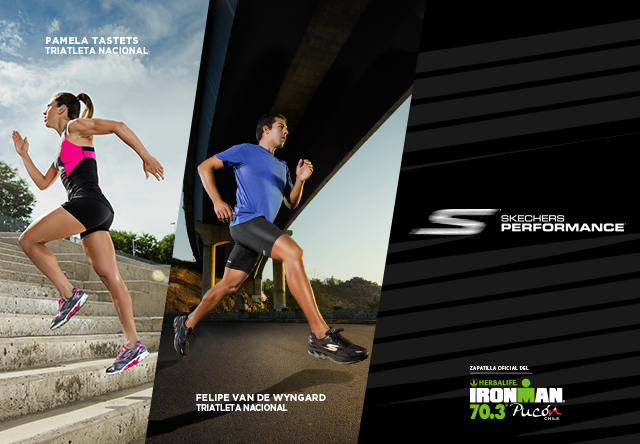 PAMELA TASTETS
TRIATLETA NACIONAL
SKECHERS
PERFORMANCE
ZAPATILLA OFICIAL DEL
HERBALIFE
IRONMAN
70.3 Pucón
CHILE
FELIPE VAN DE WYNGARD
TRIATLETA NACIONAL